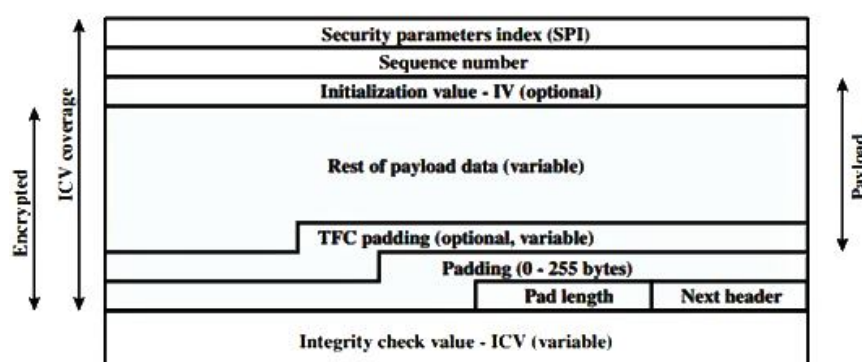 Security parameters index (SPI)
Sequence number
Initialization value - IV (optional)
Rest of payload data (variable)
TFC padding (optional, variable)
Padding (0 - 255 bytes)
Pad length
Next header
Integrity check value - ICV (variable)
Encrypted
ICV coverage
Payload